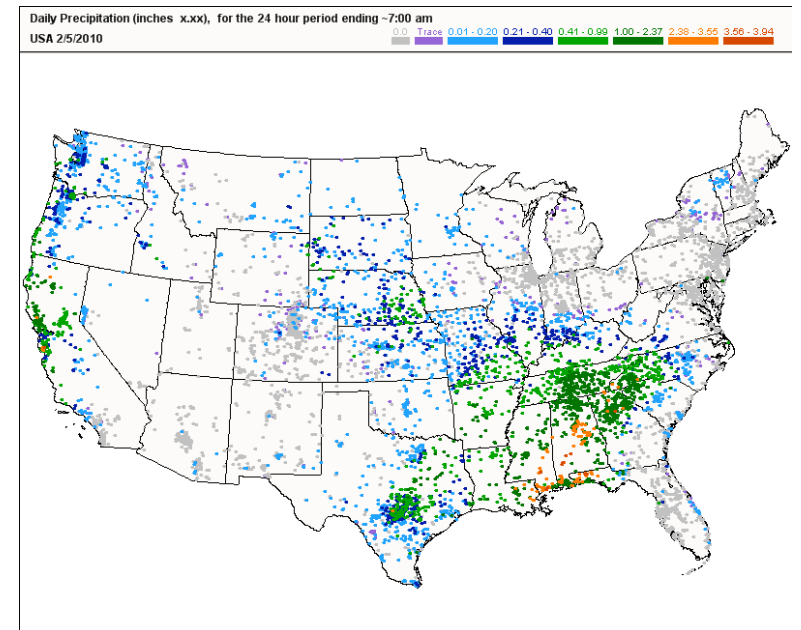 Daily Precipitation (inches x.xx), for the 24 hour period ending ~7:00 am
USA 2/5/2010
0.0 Trace 0.01 - 0.20 0.21 - 0.40 0.41 - 0.99 1.00 - 2.37 2.38 - 3.55 3.56 - 3.94